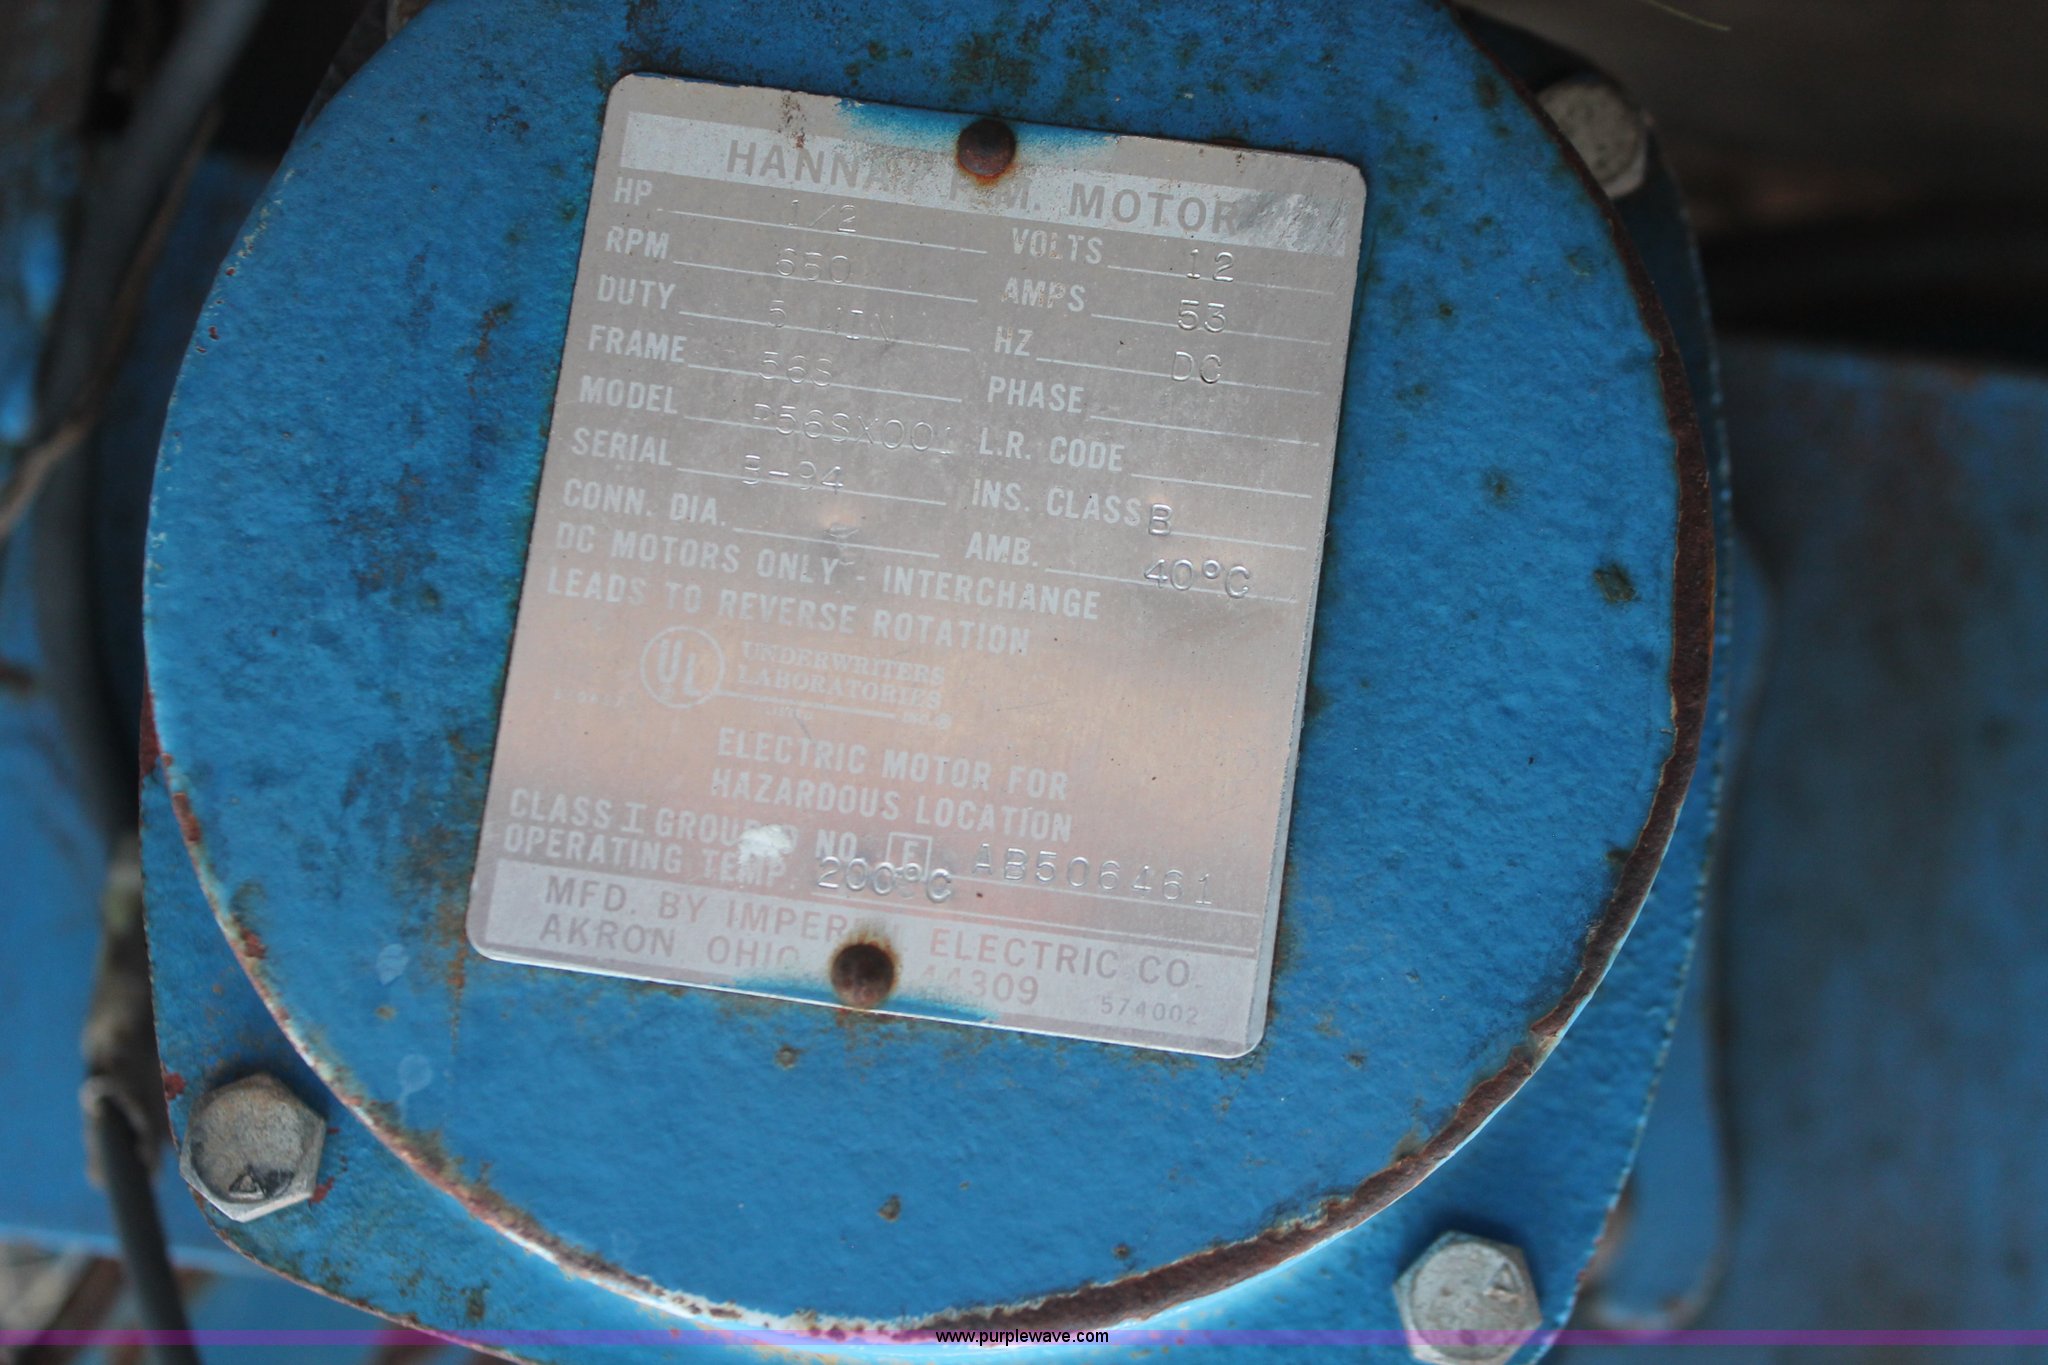 HANNAY P.M. MOTOR
HP 1/2 VOLTS 12
RPM 650 AMPS 53
DUTY 5 MIN HZ DC
FRAME 56S PHASE
MODEL P56SX001 L.R. CODE
SERIAL INS. CLASS B
CONN. DIA. AMB. 40°C
DC MOTORS ONLY - INTERCHANGE
LEADS TO REVERSE ROTATION
UL UNDERWRITERS
LABORATORIES
INC.®
ELECTRIC MOTOR FOR
HAZARDOUS LOCATION
CLASS I GROUP D NO. E AB506461
OPERATING TEMP. 200°C
MFD. BY IMPERIAL ELECTRIC CO.
AKRON OHIO 44309 574002
www.purplewave.com